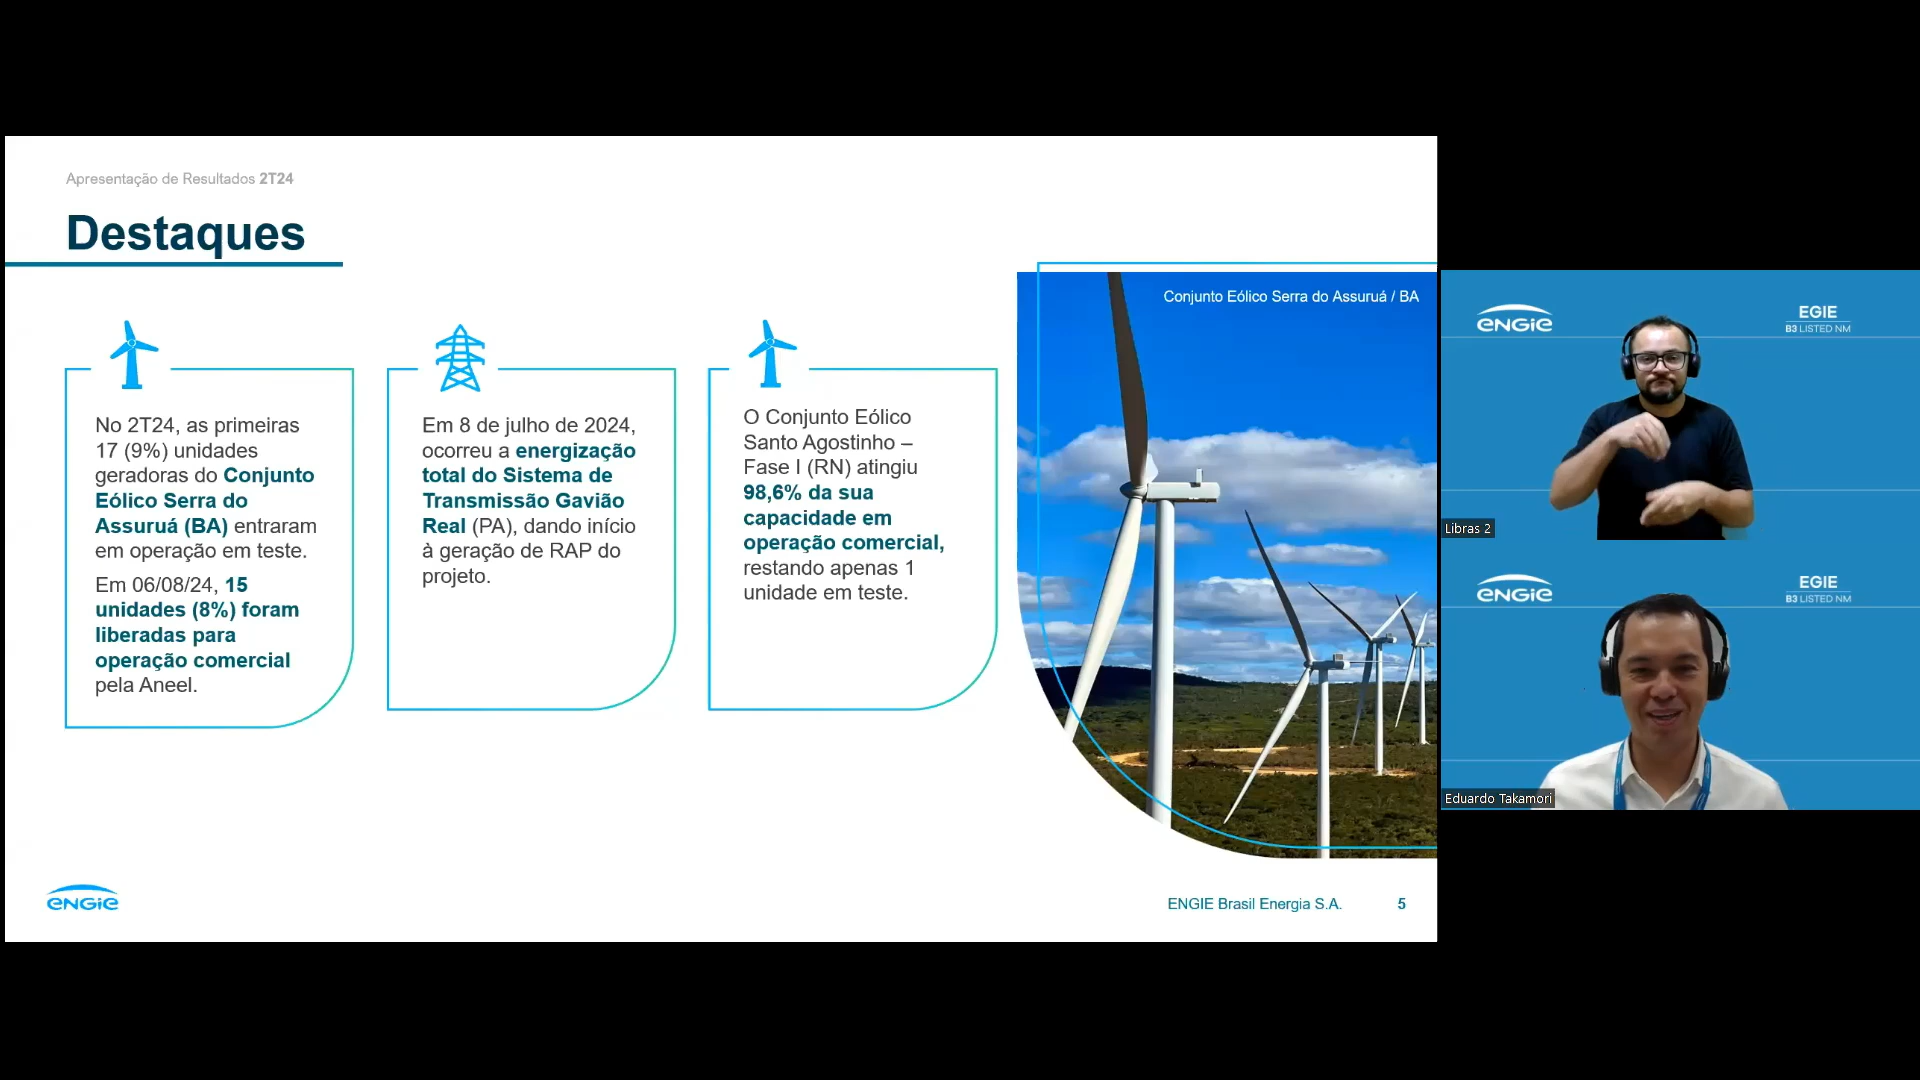 Apresentação de Resultados 2T24
Destaques
No 2T24, as primeiras
17 (9%) unidades
geradoras do Conjunto
Eólico Serra do
Assuruá (BA) entraram
em operação em teste.
Em 06/08/24, 15
unidades (8%) foram
liberadas para
operação comercial
pela Aneel.
Em 8 de julho de 2024,
ocorreu a energização
total do Sistema de
Transmissão Gavião
Real (PA), dando início
à geração de RAP do
projeto.
O Conjunto Eólico
Santo Agostinho –
Fase I (RN) atingiu
98,6% da sua
capacidade em
operação comercial,
restando apenas 1
unidade em teste.
Conjunto Eólico Serra do Assuruá / BA
ENGIE
ENGIE Brasil Energia S.A.
5
ENGIE
EGIE
B3 LISTED NM
Libras 2
ENGIE
EGIE
B3 LISTED NM
Eduardo Takamori